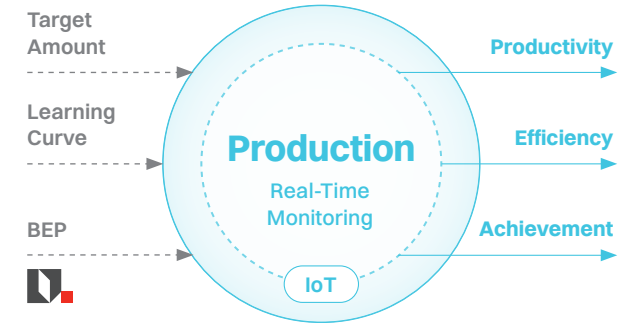 Target
Amount
Learning
Curve
BEP
Production
Real-Time
Monitoring
IoT
Productivity
Efficiency
Achievement